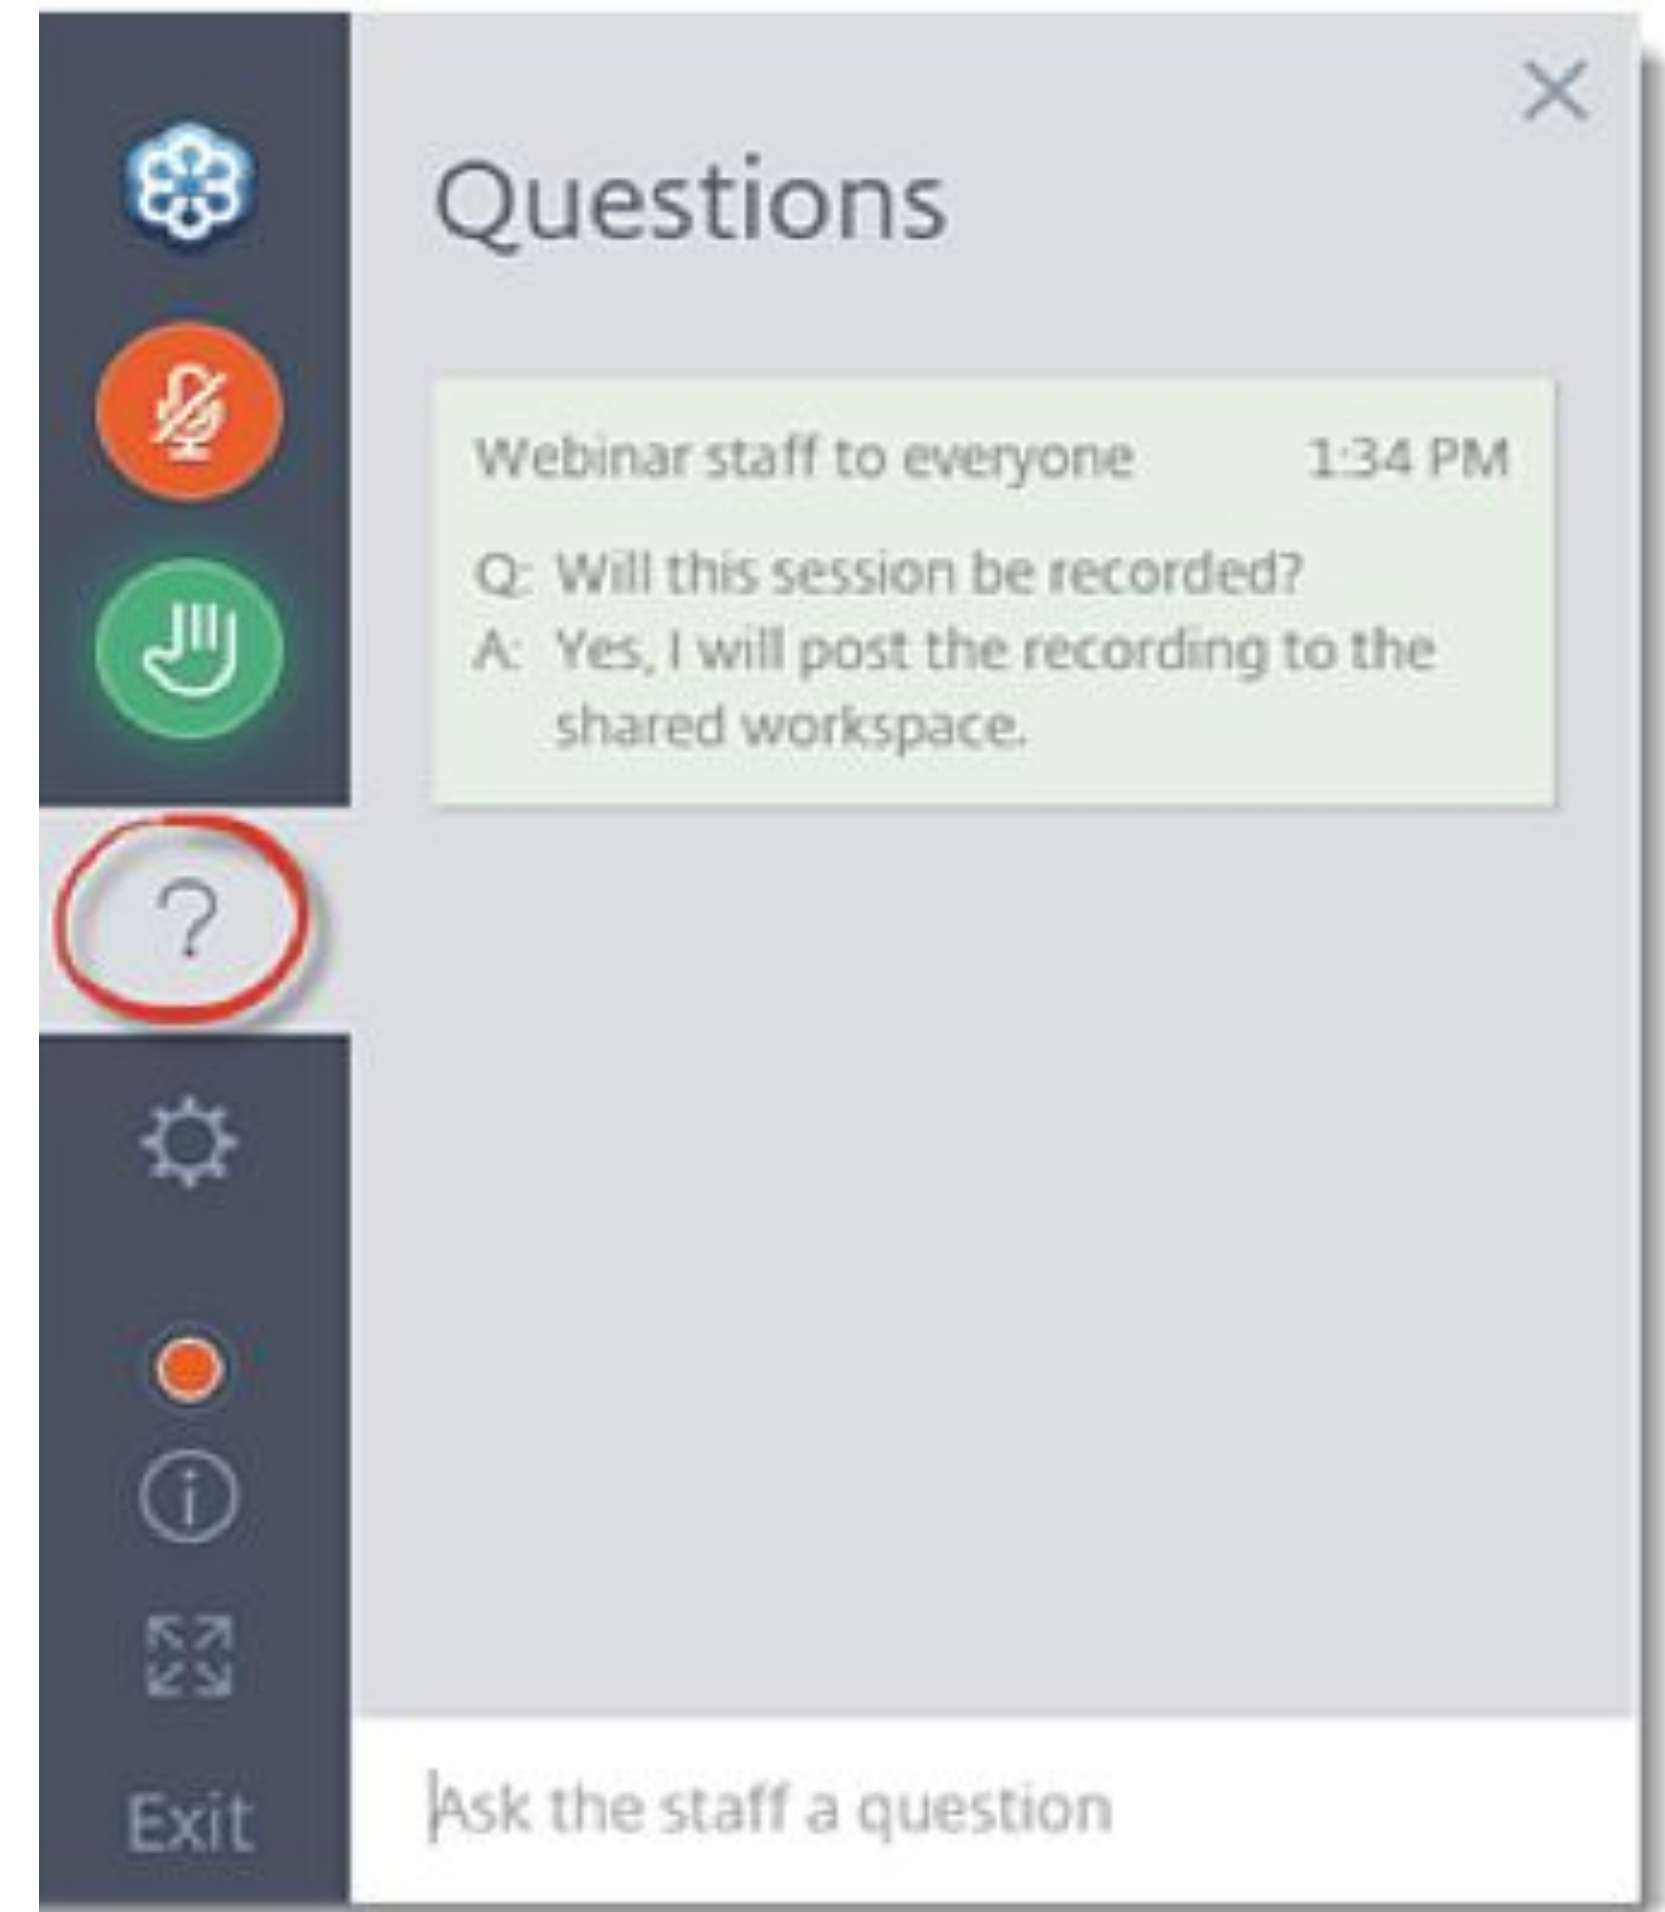 Questions
Webinar staff to everyone 1:34 PM
Q: Will this session be recorded?
A: Yes, I will post the recording to the
shared workspace.
?
i
Exit
Ask the staff a question